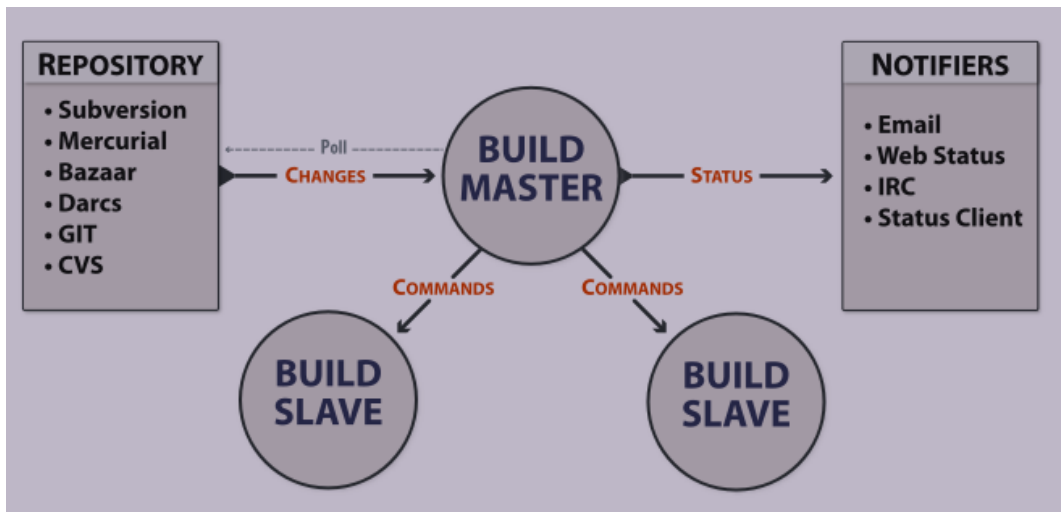 REPOSITORY
• Subversion
• Mercurial
• Bazaar
• Darcs
• GIT
• CVS
Poll
CHANGES
BUILD
MASTER
STATUS
NOTIFIERS
• Email
• Web Status
• IRC
• Status Client
COMMANDS
COMMANDS
BUILD
SLAVE
BUILD
SLAVE